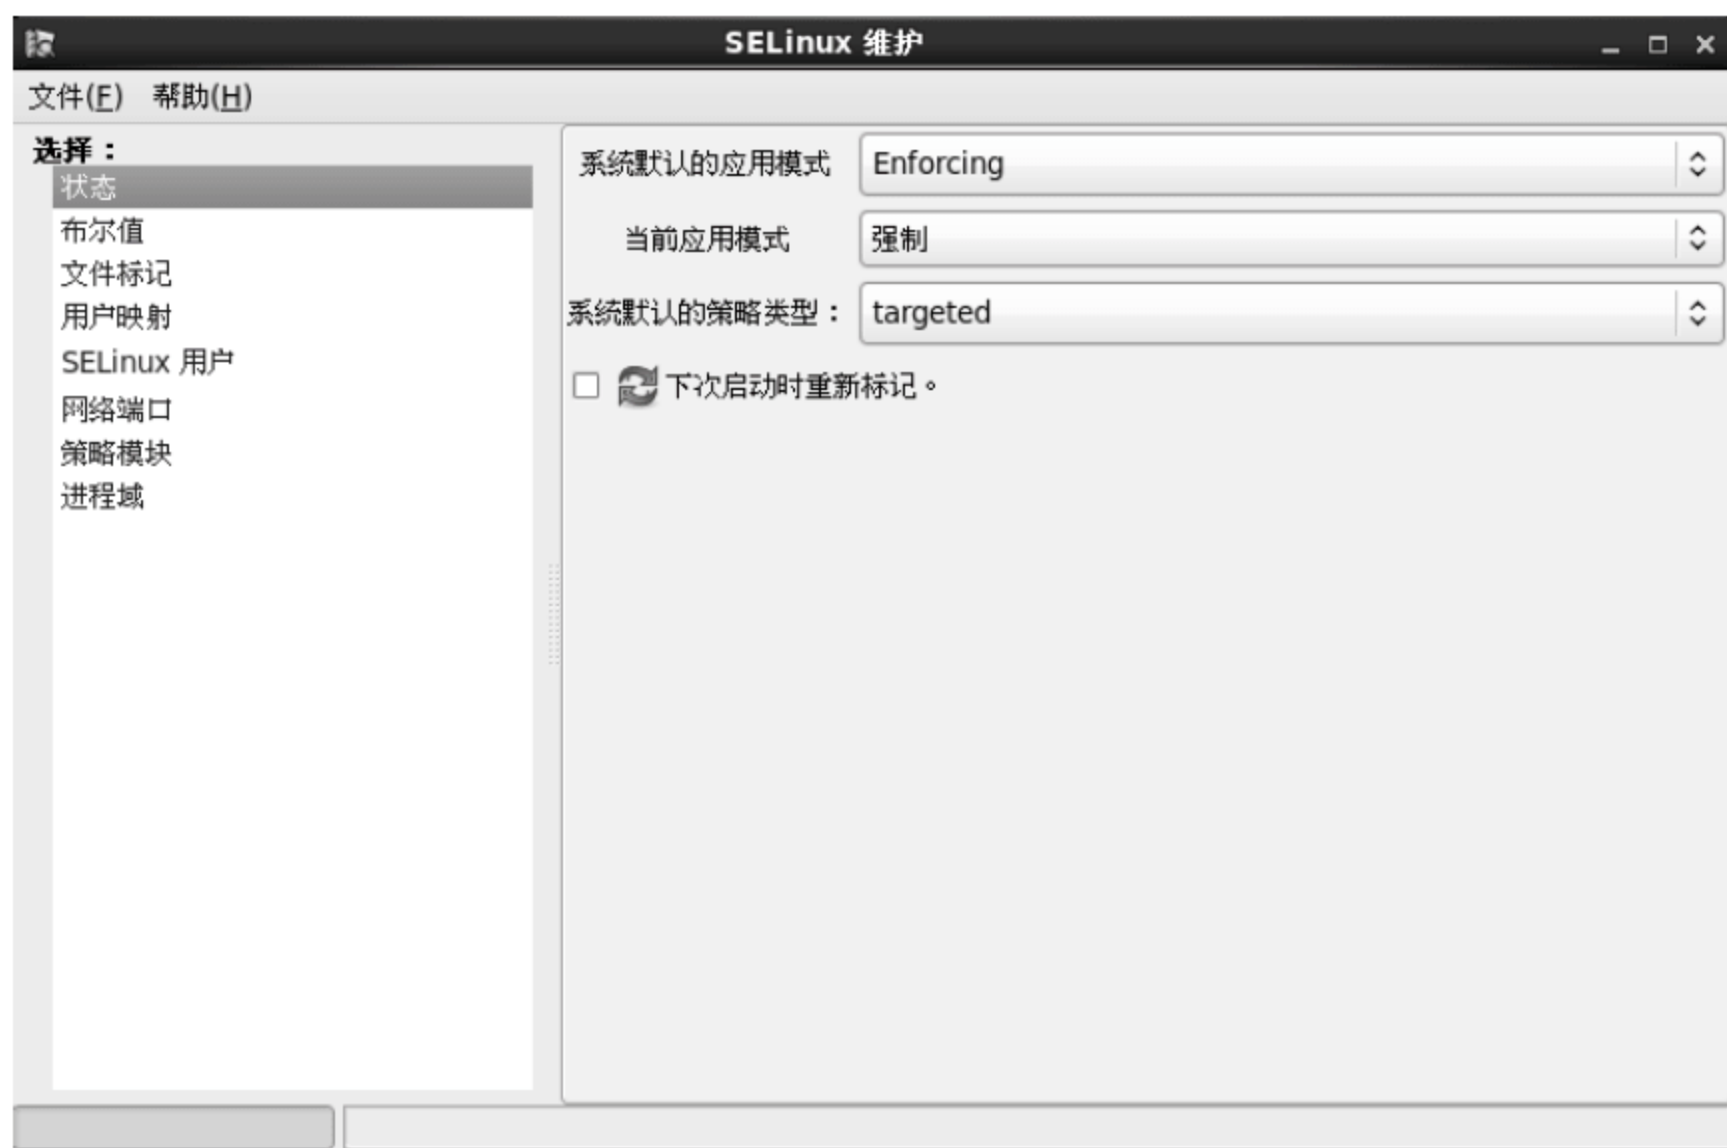 SELinux 维护
文件(F) 帮助(H)
选择：
状态
布尔值
文件标记
用户映射
SELinux 用户
网络端口
策略模块
进程域
系统默认的应用模式 Enforcing
当前应用模式 强制
系统默认的策略类型： targeted
下次启动时重新标记。